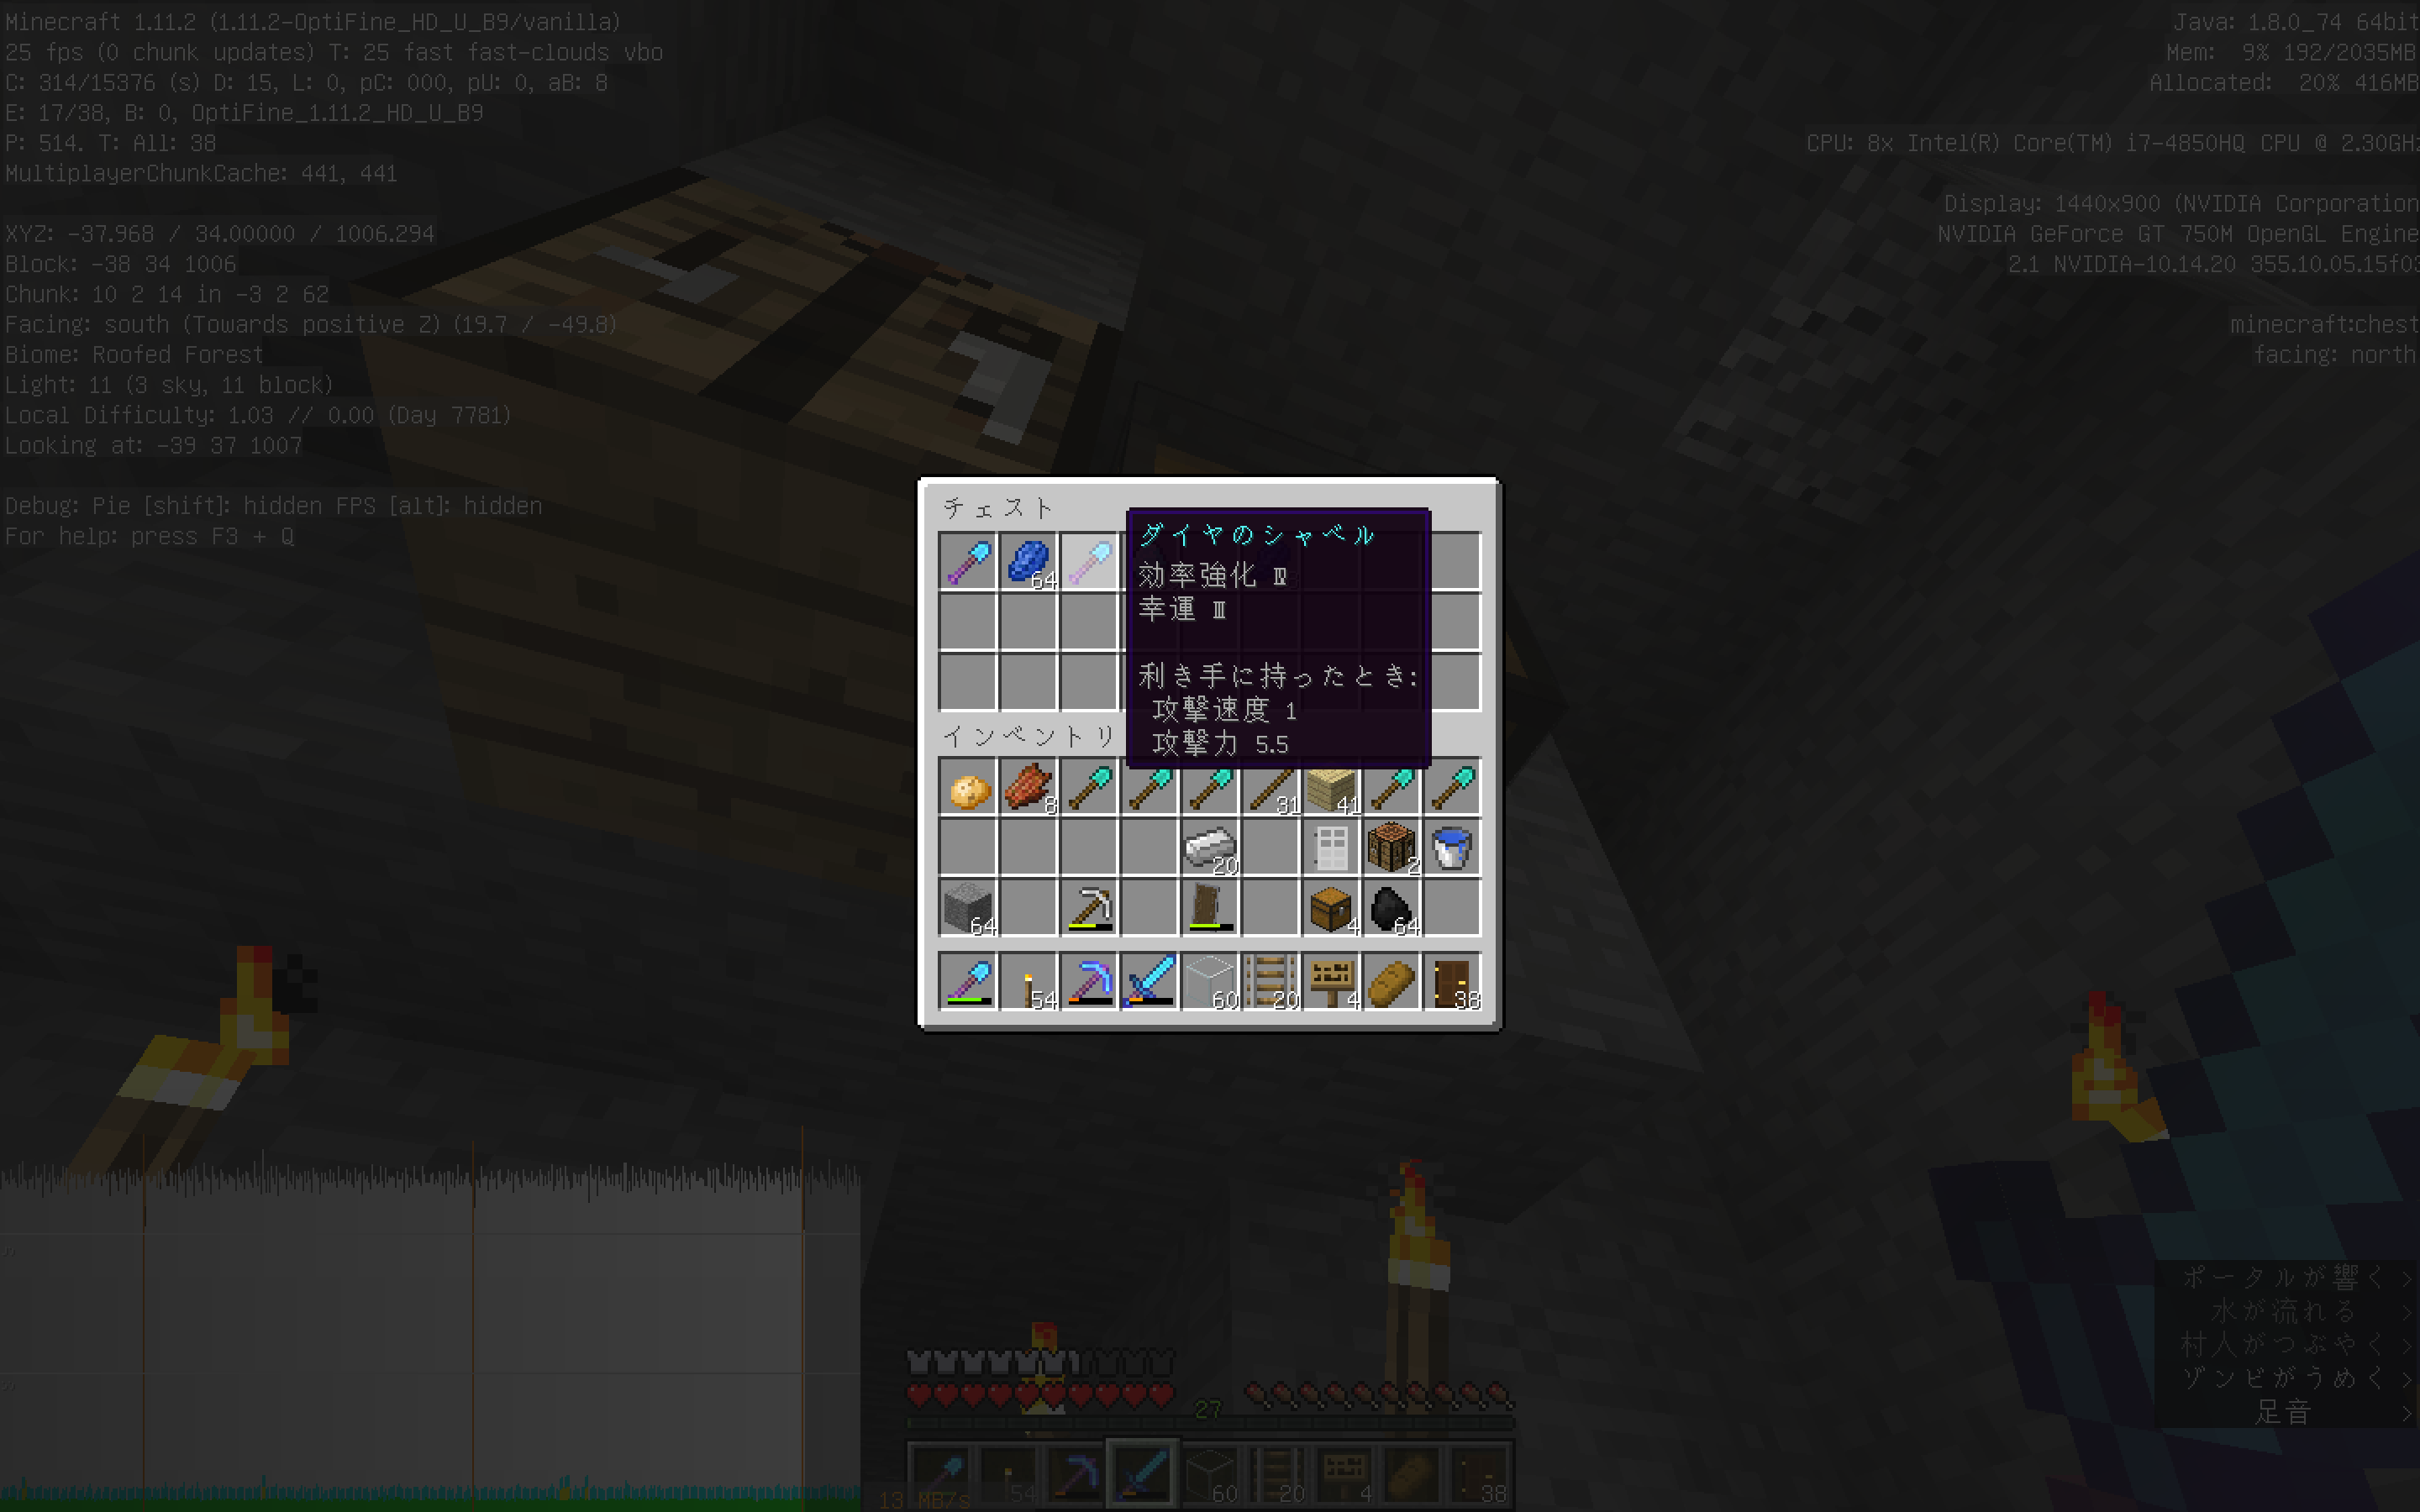 Minecraft 1.11.2 (1.11.2-OptiFine_HD_U_B9/vanilla)
25 fps (0 chunk updates) T: 25 fast fast-clouds vbo
C: 314/15376 (s) D: 15, L: 0, pC: 000, pU: 0, aB: 8
E: 17/38, B: 0, OptiFine_1.11.2_HD_U_B9
P: 514. T: All: 38
MultiplayerChunkCache: 441, 441
XYZ: -37.968 / 34.00000 / 1006.294
Block: -38 34 1006
Chunk: 10 2 14 in -3 2 62
Facing: south (Towards positive Z) (19.7 / -49.8)
Biome: Roofed Forest
Light: 11 (3 sky, 11 block)
Local Difficulty: 1.03 // 0.00 (Day 7781)
Looking at: -39 37 1007
Debug: Pie [shift]: hidden FPS [alt]: hidden
For help: press F3 + Q
Java: 1.8.0_74 64bit
Mem: 9% 192/2035MB
Allocated: 20% 416MB
CPU: 8x Intel(R) Core(TM) i7-4850HQ CPU @ 2.30GHz
Display: 1440x900 (NVIDIA Corporation
NVIDIA GeForce GT 750M OpenGL Engine
2.1 NVIDIA-10.14.20 355.10.05.15f03
minecraft:chest
facing: north
チェスト
64
ダイヤのシャベル
効率強化 Ⅳ
幸運 Ⅲ
利き手に持ったとき:
攻撃速度 1
攻撃力 5.5
インベントリ
8 31 41
20 2
64 4 64
54 60 20 4 38
ポータルが響く >
水が流れる >
村人がつぶやく >
ゾンビがうめく >
足音 >
27
54 60 20 4 38
13 MB/s